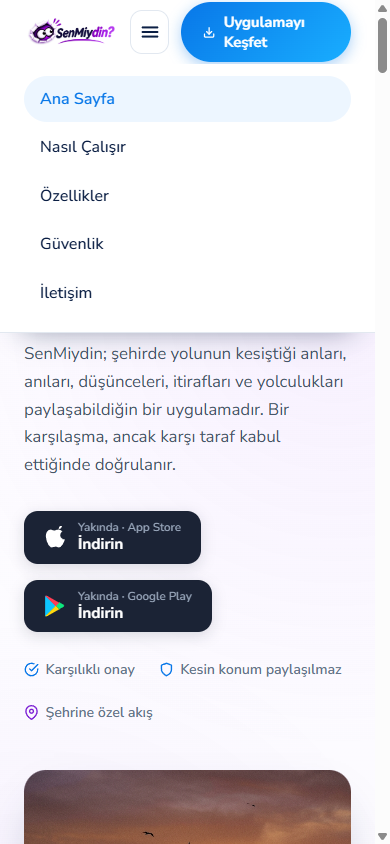 SenMiydin?
Uygulamayı
Keşfet
Ana Sayfa
Nasıl Çalışır
Özellikler
Güvenlik
İletişim
SenMiydin; şehirde yolunun kesiştiği anları,
anıları, düşünceleri, itirafları ve yolculukları
paylaşabildiğin bir uygulamadır. Bir
karşılaşma, ancak karşı taraf kabul
ettiğinde doğrulanır.
Yakında · App Store
İndirin
Yakında · Google Play
İndirin
Karşılıklı onay
Kesin konum paylaşılmaz
Şehrine özel akış